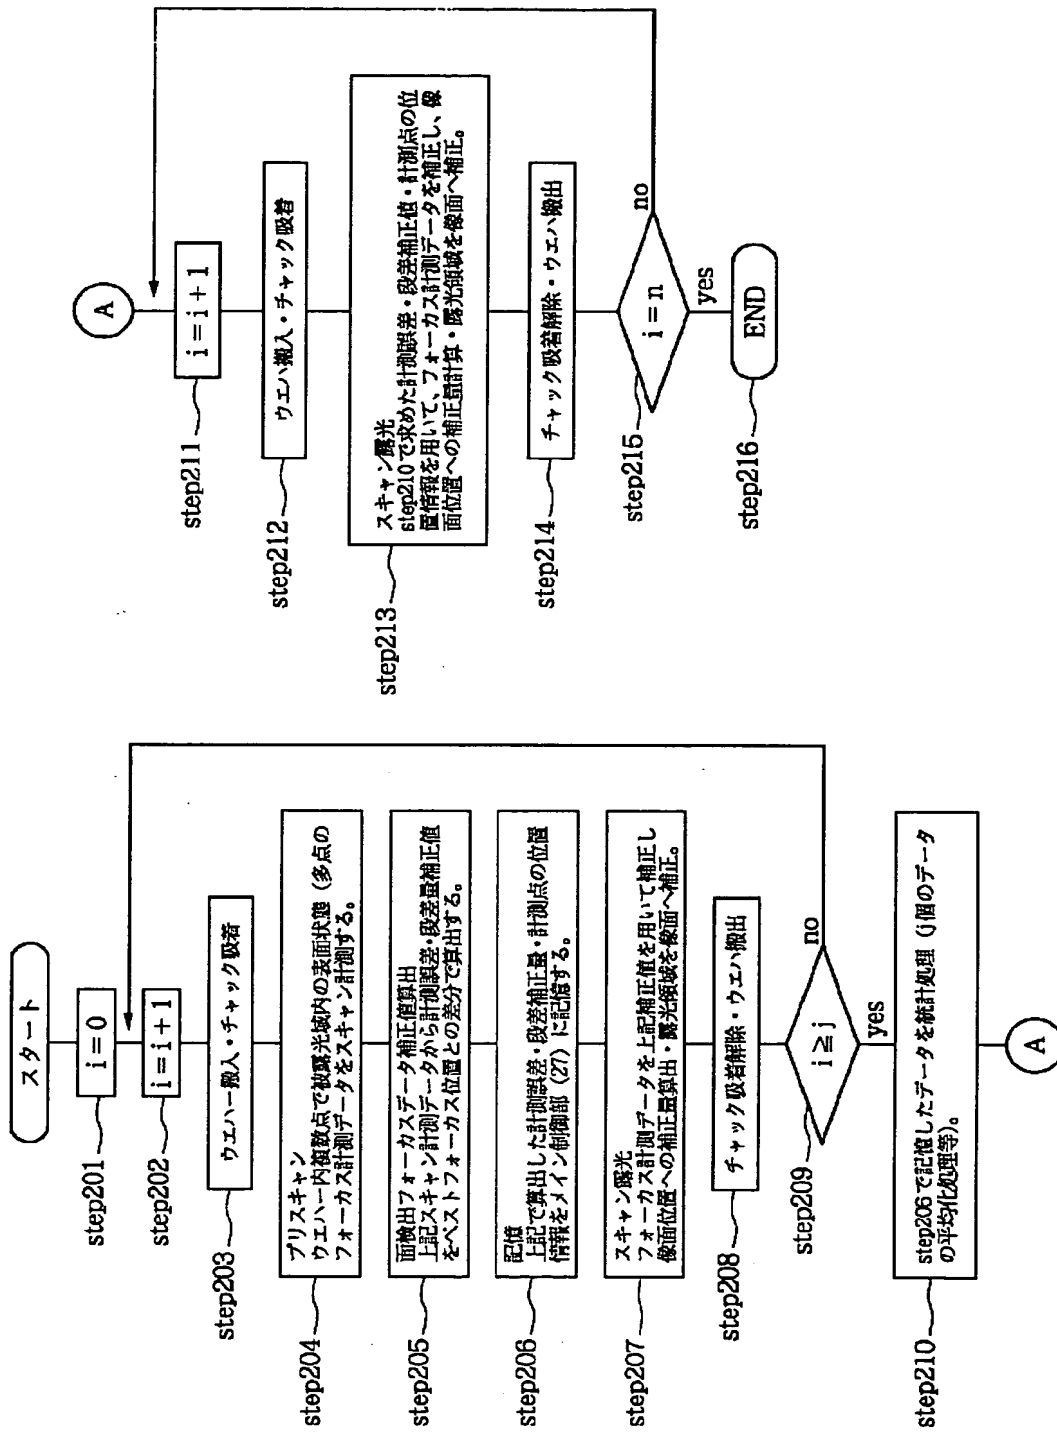 スタート
step201
i=0
step202
i=i+1
step203
ウエハー搬入・チャック吸着
step204
プリスキャン
ウエハー内複数点で被露光域内の表面状態（多点の
フォーカス計測データをスキャン計測する。
step205
面検出フォーカスデータ補正値算出
上記スキャン計測データから計測誤差・段差量補正値
をベストフォーカス位置との差分で算出する。
step206
記憶
上記で算出した計測誤差・段差補正量・計測点の位置
情報をメイン制御部（27）に記憶する。
step207
スキャン露光
フォーカス計測データを上記補正値を用いて補正し
像面位置への補正量算出・露光領域を像面へ補正。
step208
チャック吸着解除・ウエハ搬出
step209
i≧j
no
yes
step210
step206で記憶したデータを統計処理（j個のデータ
の平均化処理等）。
A
A
step211
i=i+1
step212
ウエハ搬入・チャック吸着
step213
スキャン露光
step210で求めた計測誤差・段差補正値・計測点の位
置情報を用いて、フォーカス計測データを補正し、像
面位置への補正量計算・露光領域を像面へ補正。
step214
チャック吸着解除・ウエハ搬出
step215
i=n
no
yes
step216
END